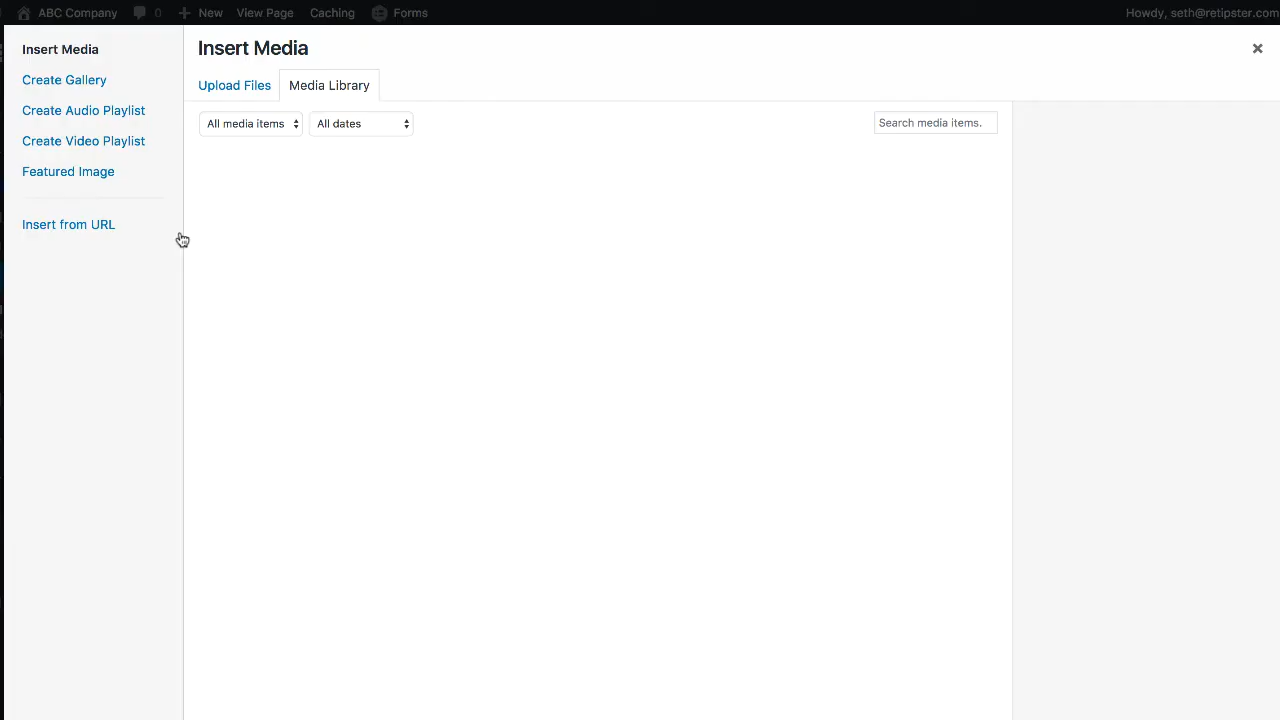 ABC Company 0 New View Page Caching Forms Howdy, seth@retipster.com
Insert Media
Create Gallery
Create Audio Playlist
Create Video Playlist
Featured Image
Insert from URL
Insert Media
Upload Files Media Library
All media items All dates Search media items.